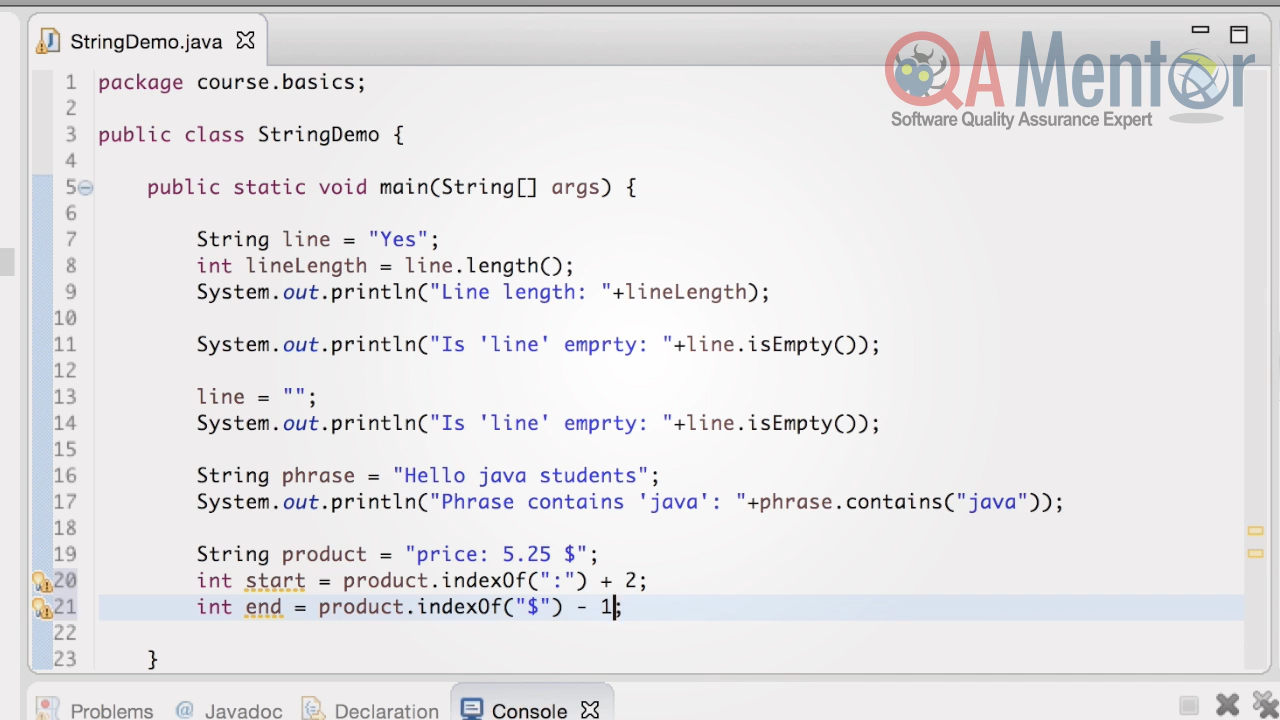 StringDemo.java
QA Mentor
Software Quality Assurance Expert
1 package course.basics;
2
3 public class StringDemo {
4
5 public static void main(String[] args) {
6
7 String line = "Yes";
8 int lineLength = line.length();
9 System.out.println("Line length: "+lineLength);
10
11 System.out.println("Is 'line' emprty: "+line.isEmpty());
12
13 line = "";
14 System.out.println("Is 'line' emprty: "+line.isEmpty());
15
16 String phrase = "Hello java students";
17 System.out.println("Phrase contains 'java': "+phrase.contains("java"));
18
19 String product = "price: 5.25 $";
20 int start = product.indexOf(":") + 2;
21 int end = product.indexOf("$") - 1;
22
23 }
Problems @ Javadoc Declaration Console